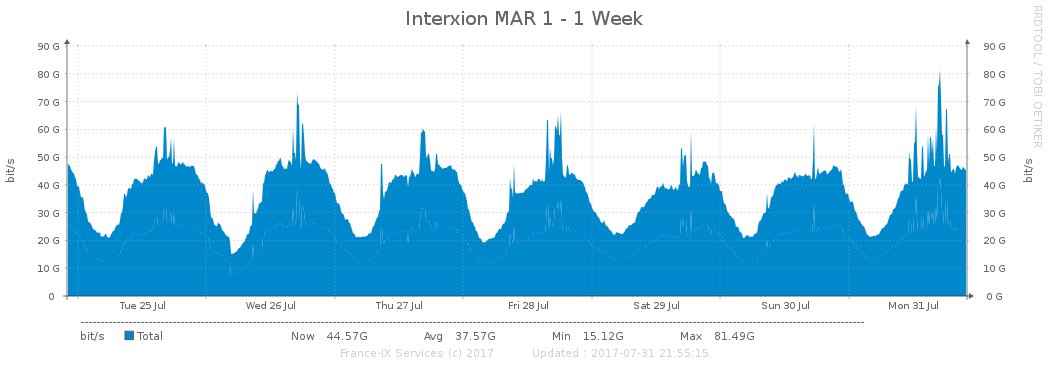 Interxion MAR 1 - 1 Week
RRDTOOL / TOBI OETIKER
bit/s
90 G 90 G
80 G 80 G
70 G 70 G
60 G 60 G
50 G 50 G
40 G 40 G
30 G 30 G
20 G 20 G
10 G 10 G
0 0 G
bit/s
Tue 25 Jul Wed 26 Jul Thu 27 Jul Fri 28 Jul Sat 29 Jul Sun 30 Jul Mon 31 Jul
bit/s Total Now 44.57G Avg 37.57G Min 15.12G Max 81.49G
France-IX Services (c) 2017 Updated : 2017-07-31 21:55:15